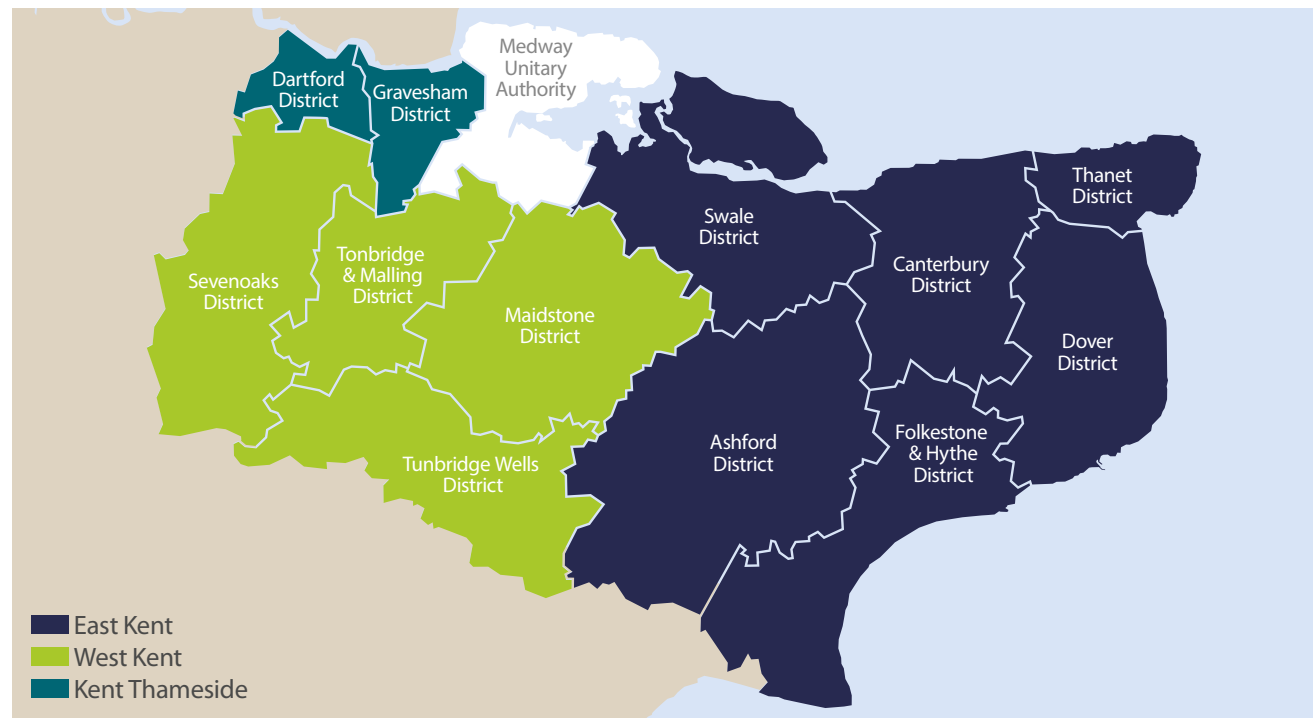 Medway
Unitary
Authority
Dartford
District
Gravesham
District
Thanet
District
Swale
District
Tonbridge
& Malling
District
Canterbury
District
Sevenoaks
District
Maidstone
District
Dover
District
Ashford
District
Folkestone
& Hythe
District
Tunbridge Wells
District
East Kent
West Kent
Kent Thameside